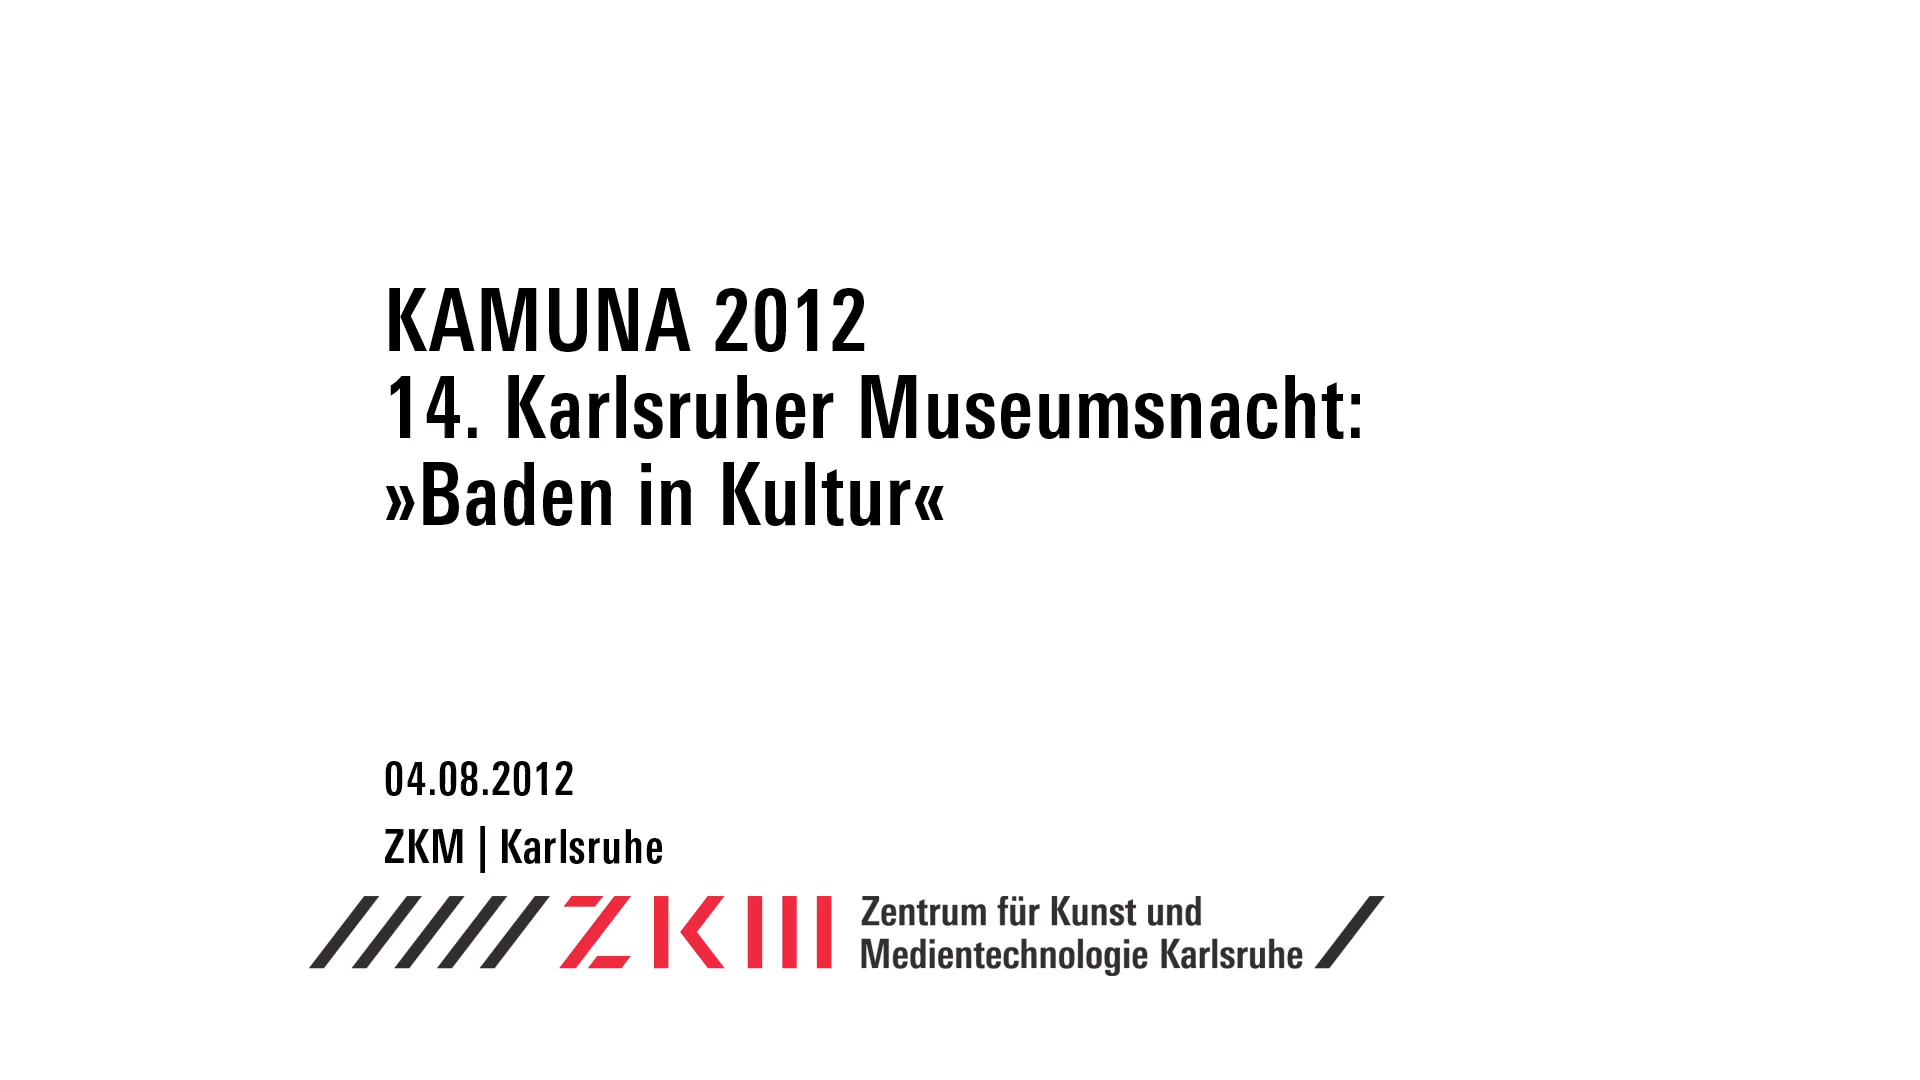 KAMUNA 2012
14. Karlsruher Museumsnacht:
»Baden in Kultur«
04.08.2012
ZKM | Karlsruhe
ZKM Zentrum für Kunst und
Medientechnologie Karlsruhe